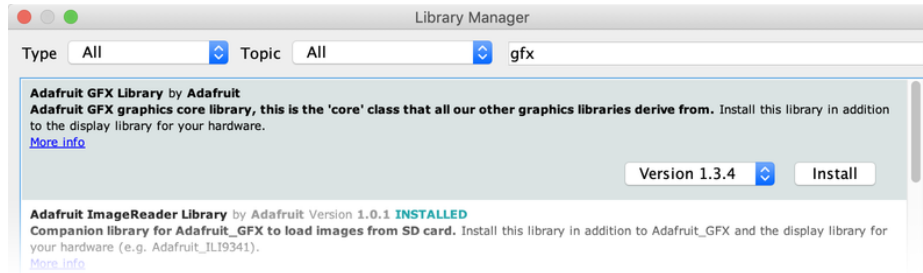 Library Manager
Type All Topic All gfx
Adafruit GFX Library by Adafruit
Adafruit GFX graphics core library, this is the 'core' class that all our other graphics libraries derive from. Install this library in addition
to the display library for your hardware.
More info
Version 1.3.4 Install
Adafruit ImageReader Library by Adafruit Version 1.0.1 INSTALLED
Companion library for Adafruit_GFX to load images from SD card. Install this library in addition to Adafruit_GFX and the display library for
your hardware (e.g. Adafruit_ILI9341).
More info